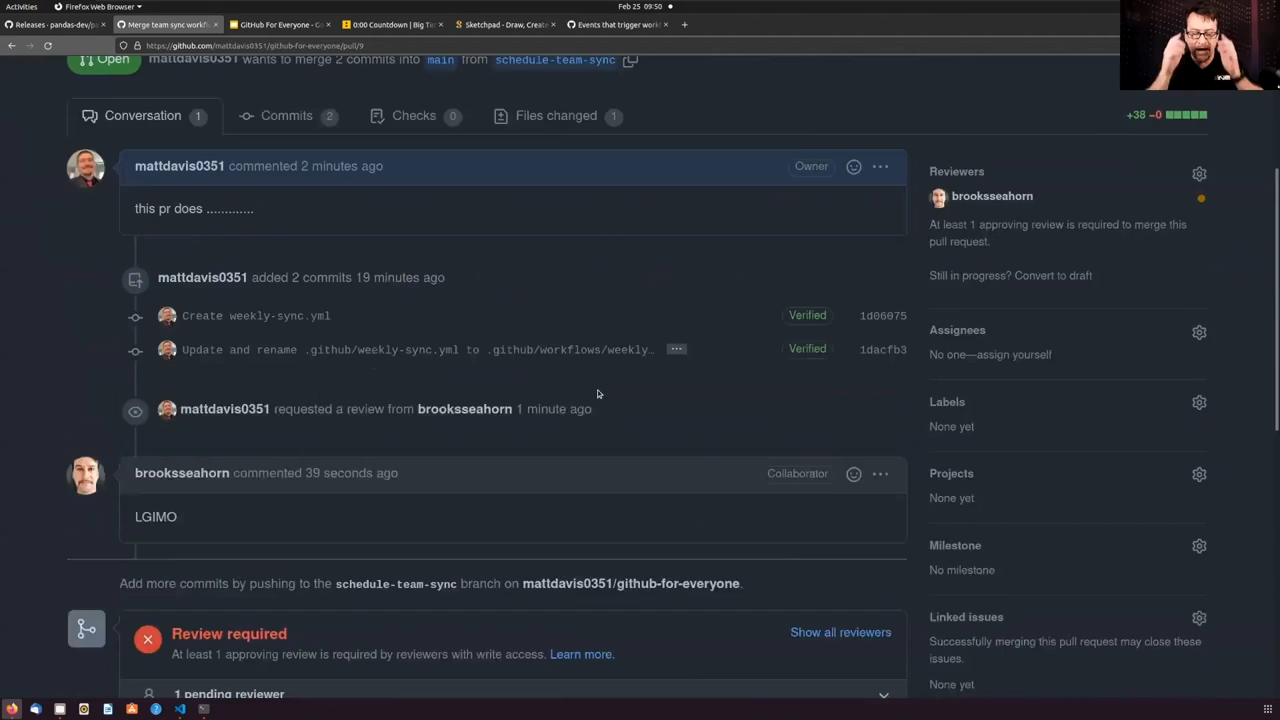 Activities
Firefox Web Browser
Feb 25 09:50
Releases · pandas-dev/p
Merge team sync workf
GitHub For Everyone - Go
0:00 Countdown | Big Te
Sketchpad - Draw, Create
Events that trigger work
https://github.com/mattdavis0351/github-for-everyone/pull/9
Open
mattdavis0351 wants to merge 2 commits into main from schedule-team-sync
Conversation 1
Commits 2
Checks 0
Files changed 1
+38 −0
mattdavis0351 commented 2 minutes ago
Owner
this pr does .............
mattdavis0351 added 2 commits 19 minutes ago
Create weekly-sync.yml
Verified
1d06075
Update and rename .github/weekly-sync.yml to .github/workflows/weekly…
Verified
1dacfb3
mattdavis0351 requested a review from brooksseahorn 1 minute ago
brooksseahorn commented 39 seconds ago
Collaborator
LGIMO
Add more commits by pushing to the schedule-team-sync branch on mattdavis0351/github-for-everyone.
Review required
Show all reviewers
At least 1 approving review is required by reviewers with write access. Learn more.
1 pending reviewer
Reviewers
brooksseahorn
At least 1 approving review is required to merge this
pull request.
Still in progress? Convert to draft
Assignees
No one—assign yourself
Labels
None yet
Projects
None yet
Milestone
No milestone
Linked issues
Successfully merging this pull request may close these
issues.
None yet